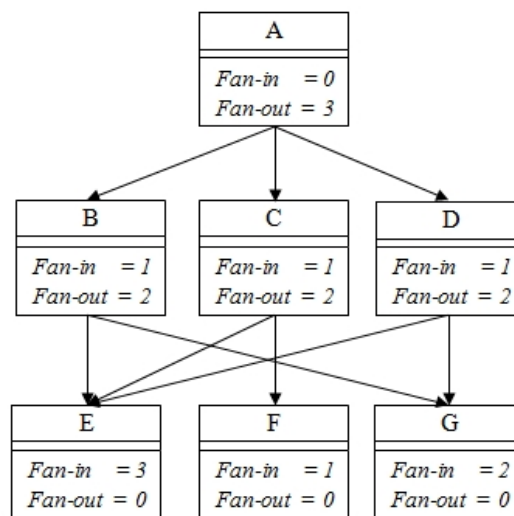 A
Fan-in = 0
Fan-out = 3
B
Fan-in = 1
Fan-out = 2
C
Fan-in = 1
Fan-out = 2
D
Fan-in = 1
Fan-out = 2
E
Fan-in = 3
Fan-out = 0
F
Fan-in = 1
Fan-out = 0
G
Fan-in = 2
Fan-out = 0